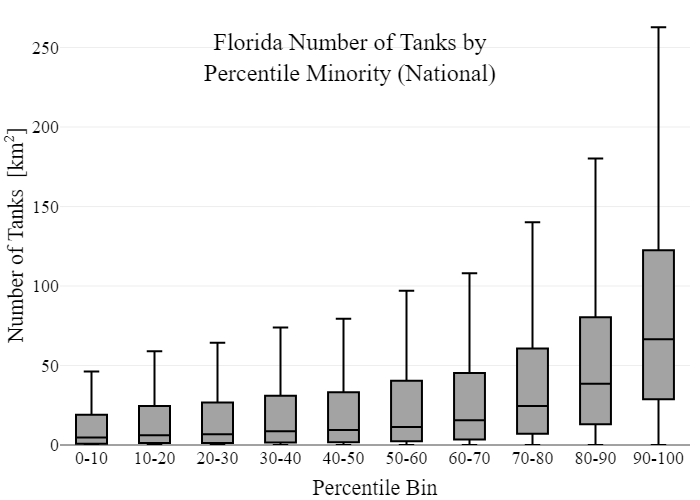 Florida Number of Tanks by
Percentile Minority (National)
Number of Tanks [km²]
250
200
150
100
50
0
0-10 10-20 20-30 30-40 40-50 50-60 60-70 70-80 80-90 90-100
Percentile Bin